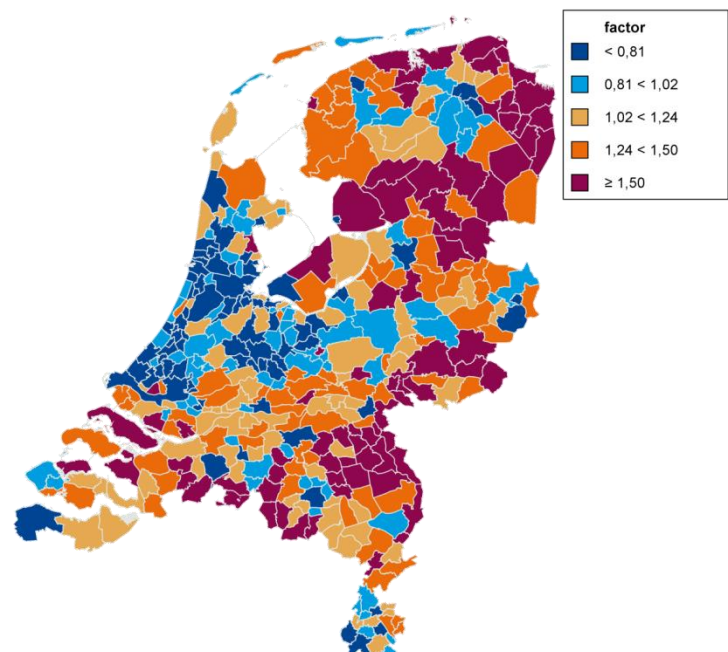 factor
< 0,81
0,81 < 1,02
1,02 < 1,24
1,24 < 1,50
≥ 1,50